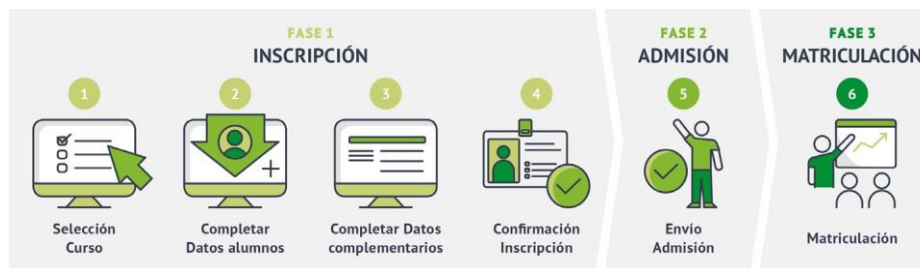 FASE 1
INSCRIPCIÓN
1
2
3
4
Selección
Curso
Completar
Datos alumnos
Completar Datos
complementarios
Confirmación
Inscripción
FASE 2
ADMISIÓN
5
Envío
Admisión
FASE 3
MATRICULACIÓN
6
Matriculación